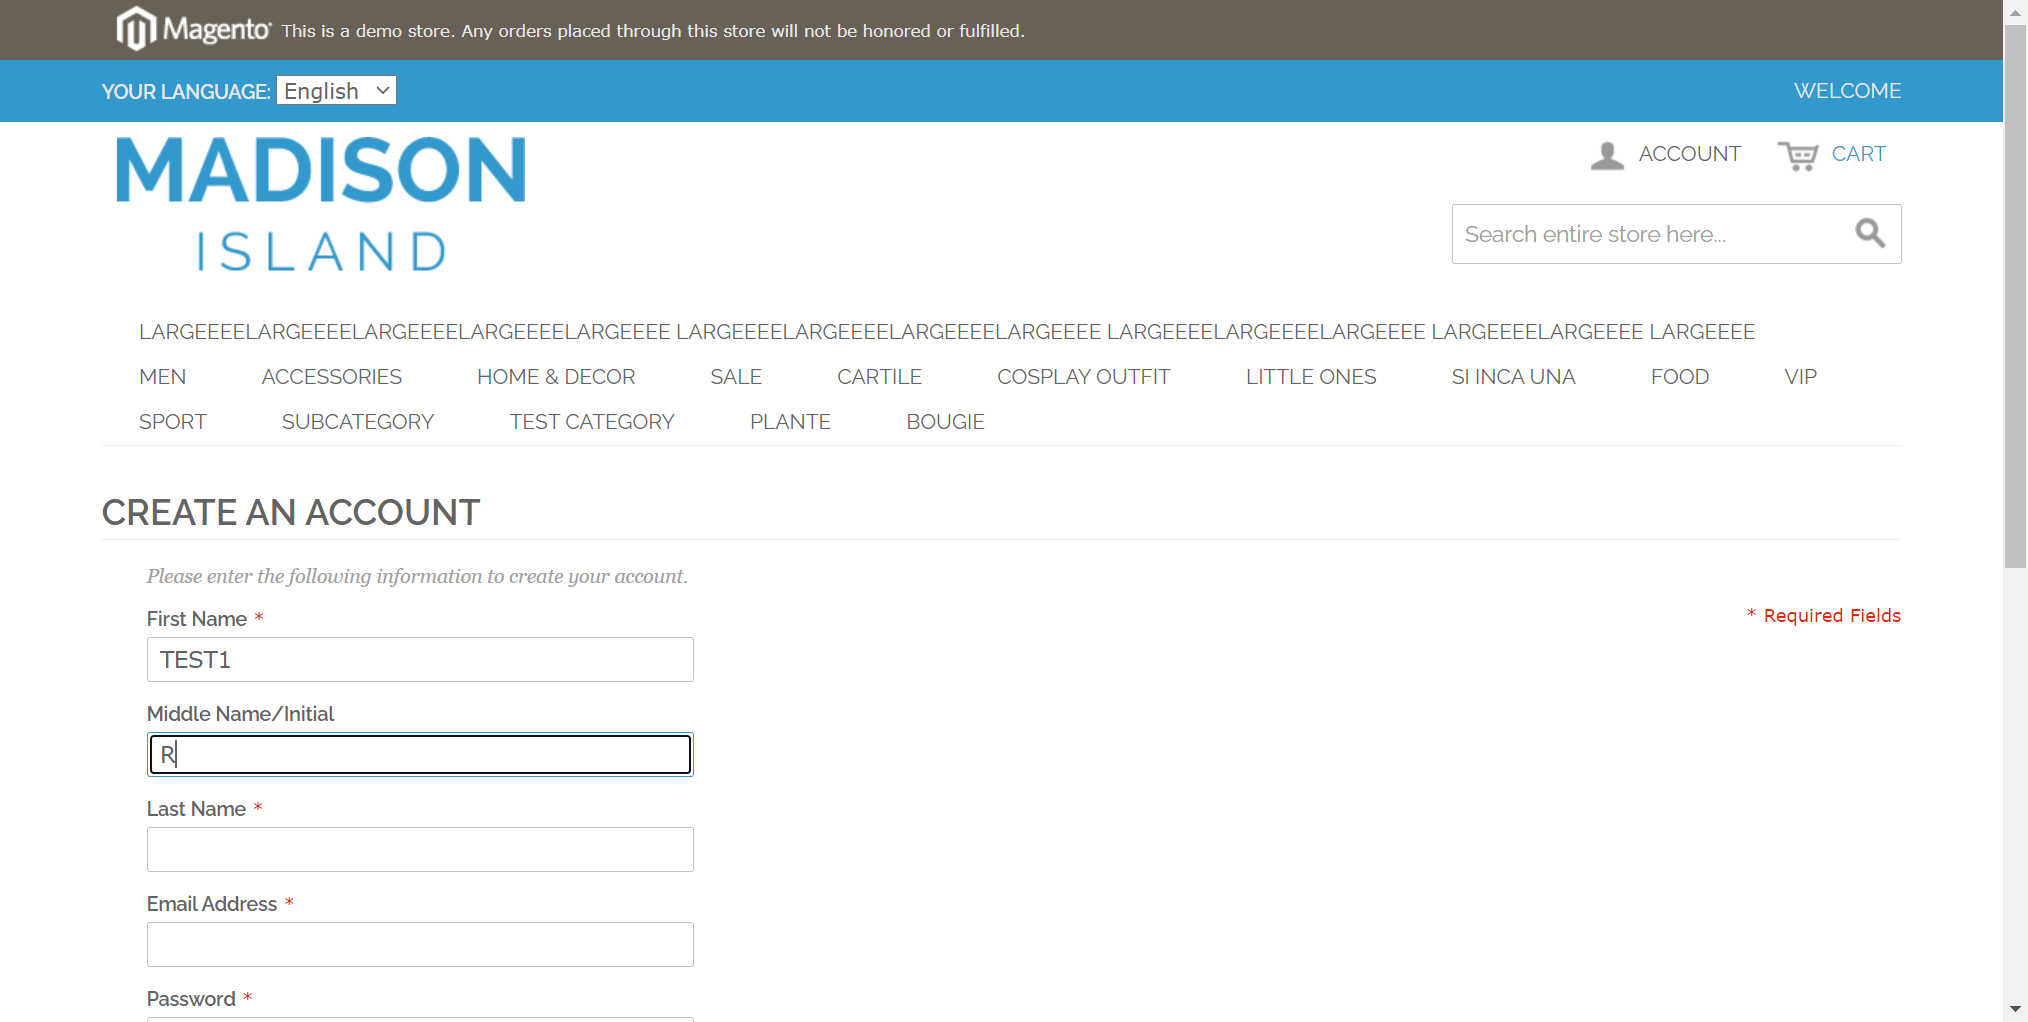 Magento This is a demo store. Any orders placed through this store will not be honored or fulfilled.
YOUR LANGUAGE: English WELCOME
MADISON
ISLAND
ACCOUNT CART
Search entire store here...
LARGEEEELARGEEEELARGEEEELARGEEEELARGEEEE LARGEEEELARGEEEELARGEEEELARGEEEE LARGEEEELARGEEEELARGEEEE LARGEEEELARGEEEE LARGEEEE
MEN ACCESSORIES HOME & DECOR SALE CARTILE COSPLAY OUTFIT LITTLE ONES SI INCA UNA FOOD VIP
SPORT SUBCATEGORY TEST CATEGORY PLANTE BOUGIE
CREATE AN ACCOUNT
Please enter the following information to create your account.
* Required Fields
First Name *
TEST1
Middle Name/Initial
R
Last Name *
Email Address *
Password *